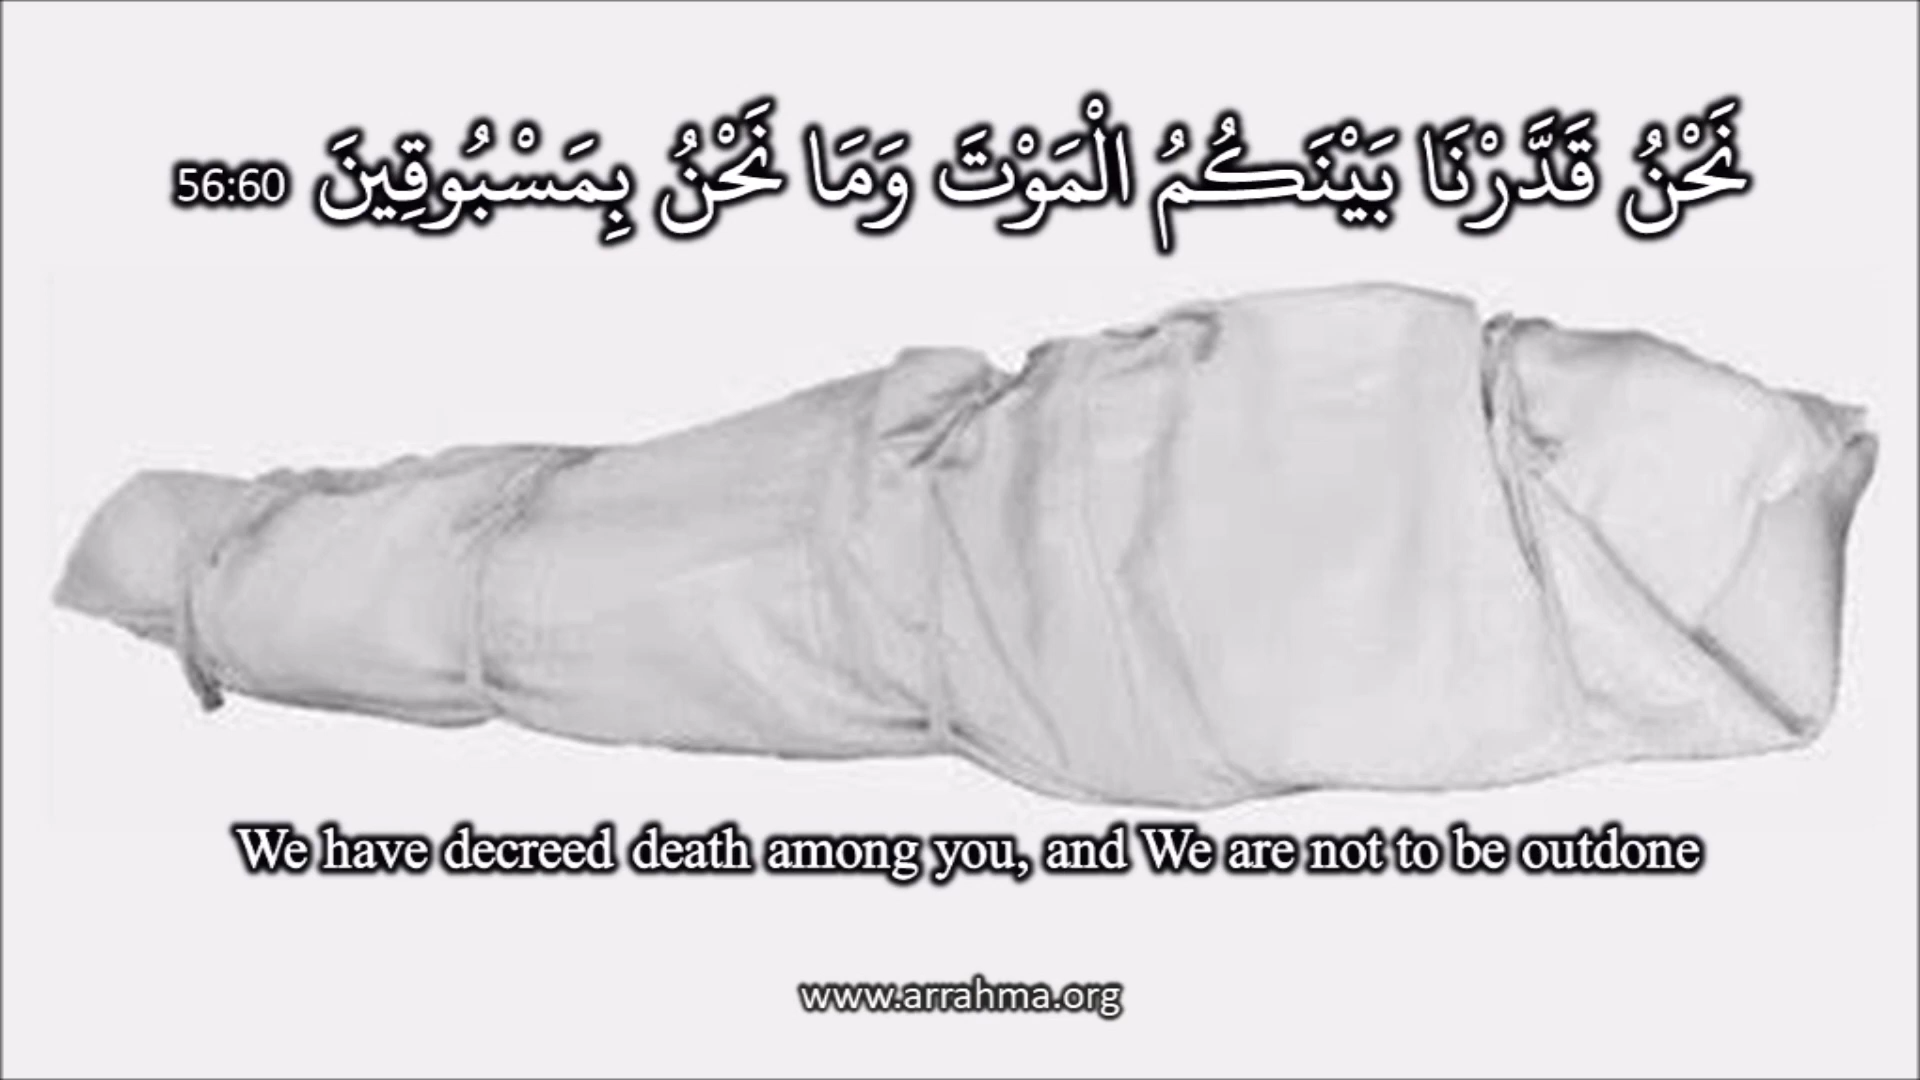 نَحْنُ قَدَّرْنَا بَيْنَكُمُ الْمَوْتَ وَمَا نَحْنُ بِمَسْبُوقِينَ 56:60
We have decreed death among you, and We are not to be outdone
www.arrahma.org